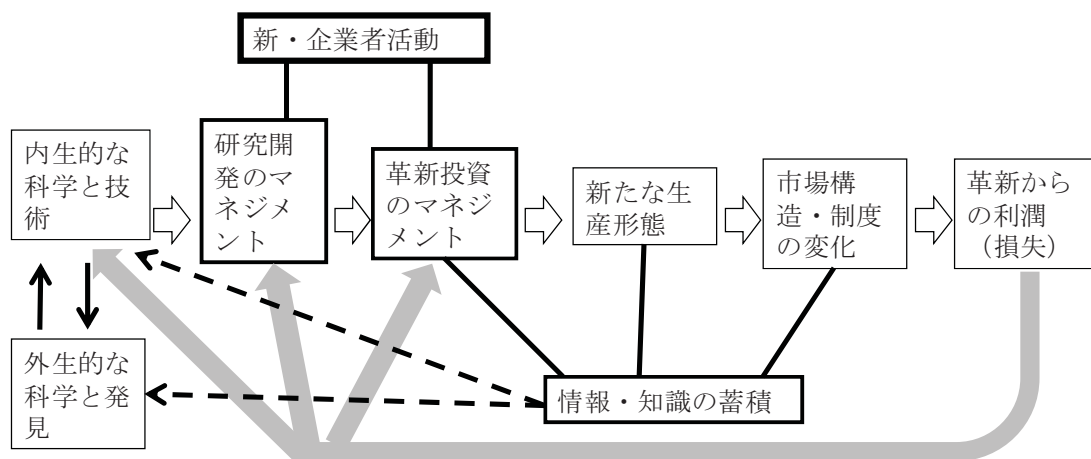 新・企業者活動
内生的な
科学と技
術
研究開
発のマ
ネジメ
ント
革新投資
のマネジ
メント
新たな生
産形態
市場構
造・制度
の変化
革新から
の利潤
（損失）
外生的な
科学と発
見
情報・知識の蓄積